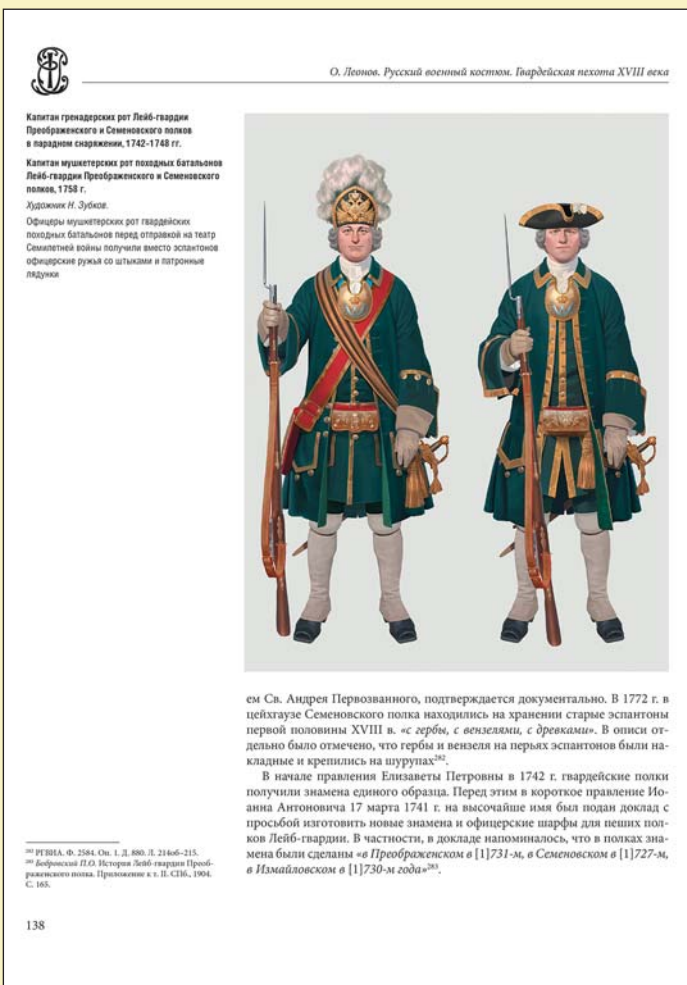 О. Леонов. Русский военный костюм. Гвардейская пехота XVIII века
Капитан гренадерских рот Лейб-гвардии
Преображенского и Семеновского полков
в парадном снаряжении, 1742–1748 гг.
Капитан мушкетерских рот походных батальонов
Лейб-гвардии Преображенского и Семеновского
полков, 1758 г.
Художник Н. Зубков.
Офицеры мушкетерских рот гвардейских
походных батальонов перед отправкой на театр
Семилетней войны получили вместо эспантонов
офицерские ружья со штыками и патронные
лядунки
ем Св. Андрея Первозванного, подтверждается документально. В 1772 г. в
цейхгаузе Семеновского полка находились на хранении старые эспантоны
первой половины XVIII в. «с гербы, с вензелями, с древками». В описи от-
дельно было отмечено, что гербы и вензеля на перьях эспантонов были на-
кладные и крепились на шурупах²⁸².
В начале правления Елизаветы Петровны в 1742 г. гвардейские полки
получили знамена единого образца. Перед этим в короткое правление Ио-
анна Антоновича 17 марта 1741 г. на высочайшее имя был подан доклад с
просьбой изготовить новые знамена и офицерские шарфы для пеших пол-
ков Лейб-гвардии. В частности, в докладе напоминалось, что в полках зна-
мена были сделаны «в Преображенском в [1]731-м, в Семеновском в [1]727-м,
в Измайловском в [1]730-м года»²⁸³.
²⁸² РГВИА. Ф. 2584. Оп. 1. Д. 880. Л. 214об–215.
²⁸³ Бобровский П.О. История Лейб-гвардии Преоб-
раженского полка. Приложение к т. II. СПб., 1904.
С. 165.
138